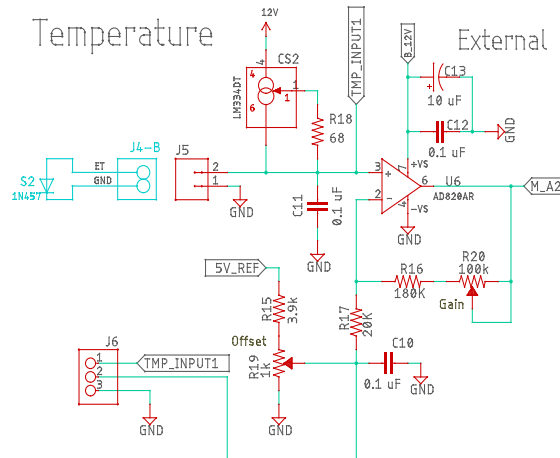 Temperature
External
12V
4
4
CS2
1
1
6
LM334DT
TMP_INPUT1
B_12V
C13
+
10 uF
C12
0.1 uF
GND
R18
68
J4-B
ET
GND
S2
1N457
J5
2
1
GND
C11
0.1 uF
GND
3
+
7
+VS
U6
6
AD820AR
2
-
4
-VS
GND
M_A2
5V_REF
R15
3.9k
R17
20K
R16
180K
R20
100k
Gain
Offset
R19
1k
C10
0.1 uF
GND
GND
J6
1
2
3
TMP_INPUT1
GND